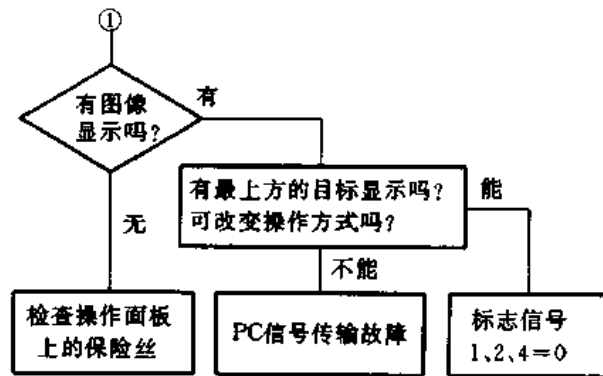 ①
有图像
显示吗?
有
有最上方的目标显示吗?
可改变操作方式吗?
能
无
不能
检查操作面板
上的保险丝
PC信号传输故障
标志信号
1、2、4=0